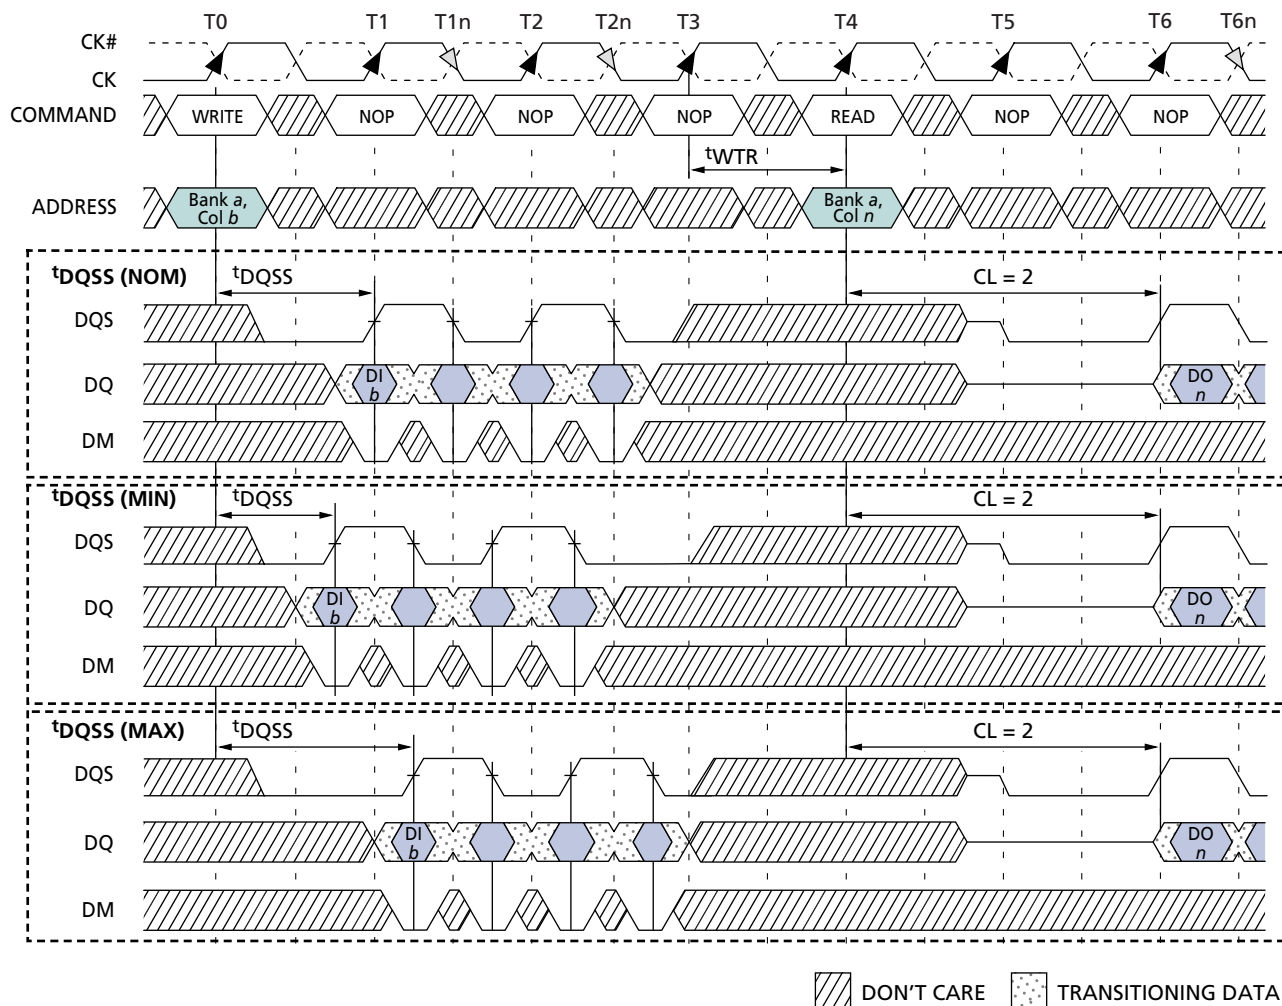 T0 T1 T1n T2 T2n T3 T4 T5 T6 T6n
CK#
CK
COMMAND WRITE NOP NOP NOP READ NOP NOP
tWTR
ADDRESS Bank a, Col b Bank a, Col n
tDQSS (NOM) tDQSS CL = 2
DQS
DQ DI b DO n
DM
tDQSS (MIN) tDQSS CL = 2
DQS
DQ DI b DO n
DM
tDQSS (MAX) tDQSS CL = 2
DQS
DQ DI b DO n
DM
DON'T CARE TRANSITIONING DATA